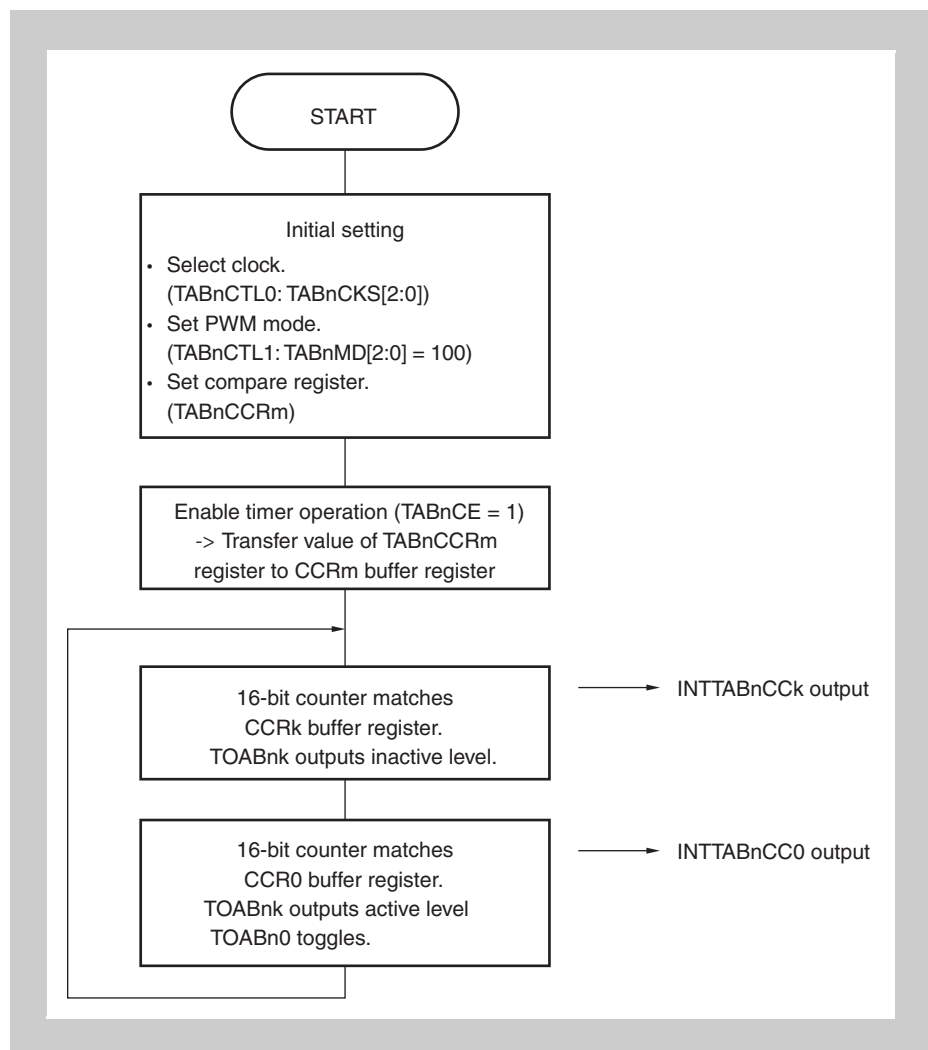 START
Initial setting
• Select clock.
(TABnCTL0: TABnCKS[2:0])
• Set PWM mode.
(TABnCTL1: TABnMD[2:0] = 100)
• Set compare register.
(TABnCCRm)
Enable timer operation (TABnCE = 1)
-> Transfer value of TABnCCRm
register to CCRm buffer register
16-bit counter matches
CCRk buffer register.
TOABnk outputs inactive level.
INTTABnCCk output
16-bit counter matches
CCR0 buffer register.
TOABnk outputs active level
TOABn0 toggles.
INTTABnCC0 output